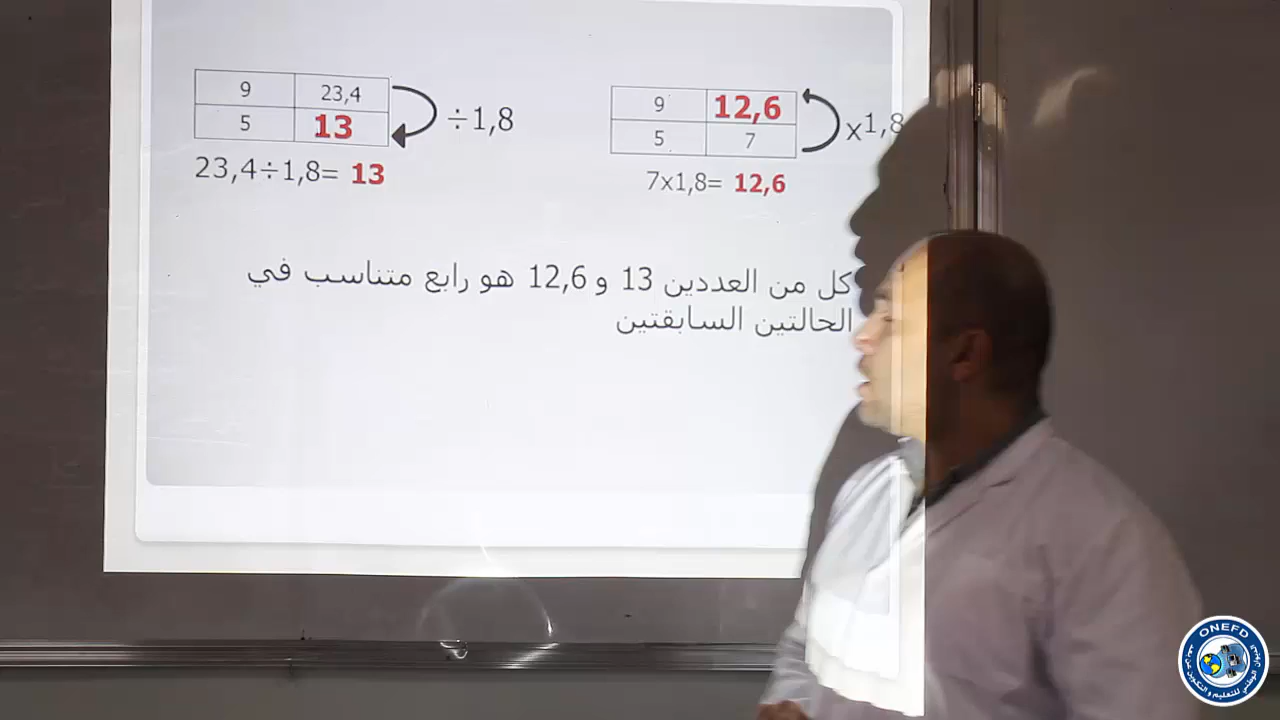 9 23,4
5 13
÷1,8
23,4÷1,8= 13
9 12,6
5 7
x1,8
7x1,8= 12,6
كل من العددين 13 و 12,6 هو رابع متناسب في
الحالتين السابقتين
ONEFD